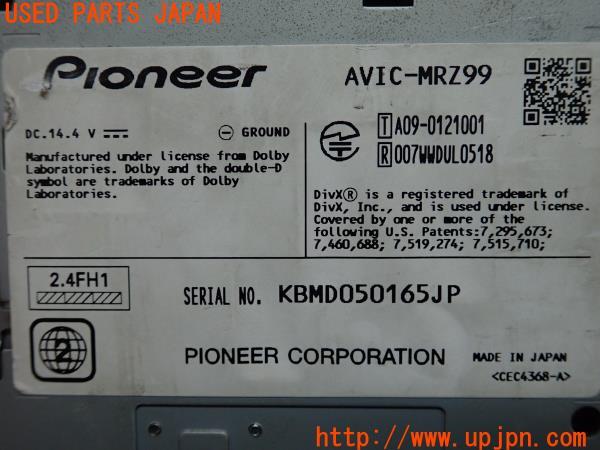 USED PARTS JAPAN
Pioneer
AVIC-MRZ99
DC.14.4 V
GROUND
T A09-0121001
R 007WWDUL0518
Manufactured under license from Dolby
Laboratories. Dolby and the double-D
symbol are trademarks of Dolby
Laboratories.
DivX® is a registered trademark of
DivX, Inc., and is used under license.
Covered by one or more of the
following U.S. Patents:7,295,673;
7,460,688; 7,519,274; 7,515,710;
2.4FH1
SERIAL NO. KBMD050165JP
2
PIONEER CORPORATION
MADE IN JAPAN
<CEC4368-A>
http://www.upjpn.com/